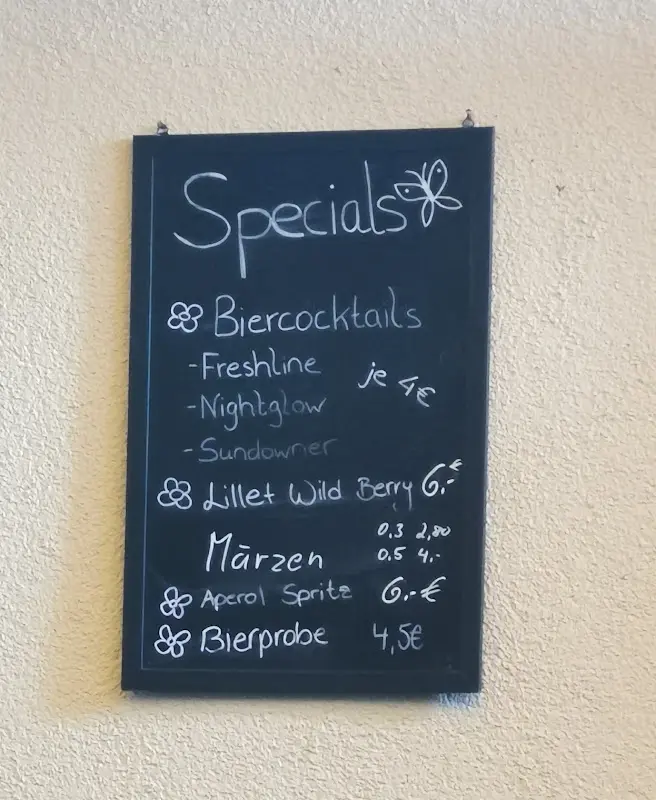 Specials
Biercocktails
- Freshline
je 4€
- Nightglow
- Sundowner
Lillet Wild Berry 6,-€
Märzen 0,3 2,80
0,5 4,-
Aperol Spritz 6,-€
Bierprobe 4,5€